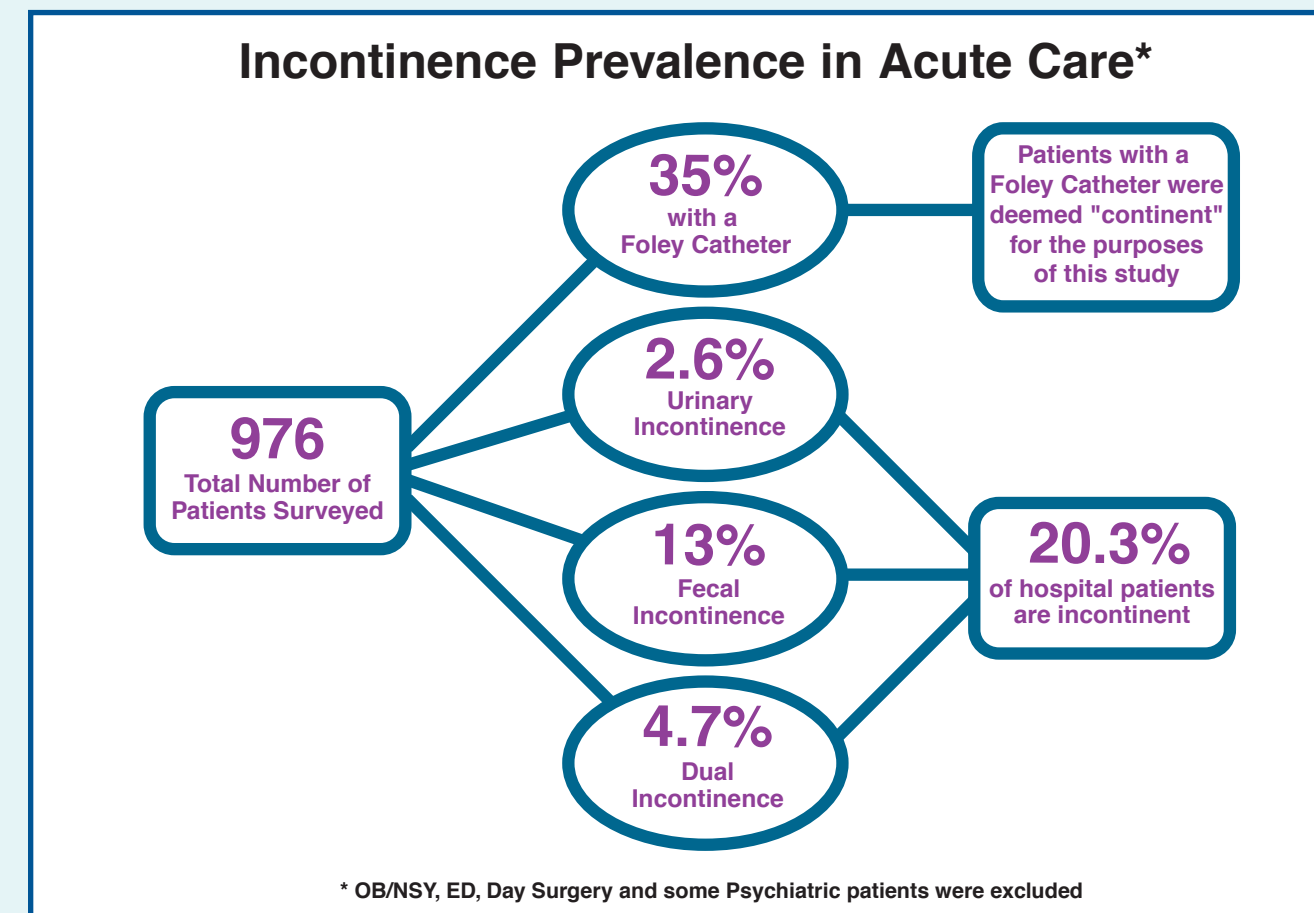 Incontinence Prevalence in Acute Care*
35%
with a
Foley Catheter
Patients with a
Foley Catheter were
deemed "continent"
for the purposes
of this study
2.6%
Urinary
Incontinence
976
Total Number of
Patients Surveyed
13%
Fecal
Incontinence
20.3%
of hospital patients
are incontinent
4.7%
Dual
Incontinence
* OB/NSY, ED, Day Surgery and some Psychiatric patients were excluded